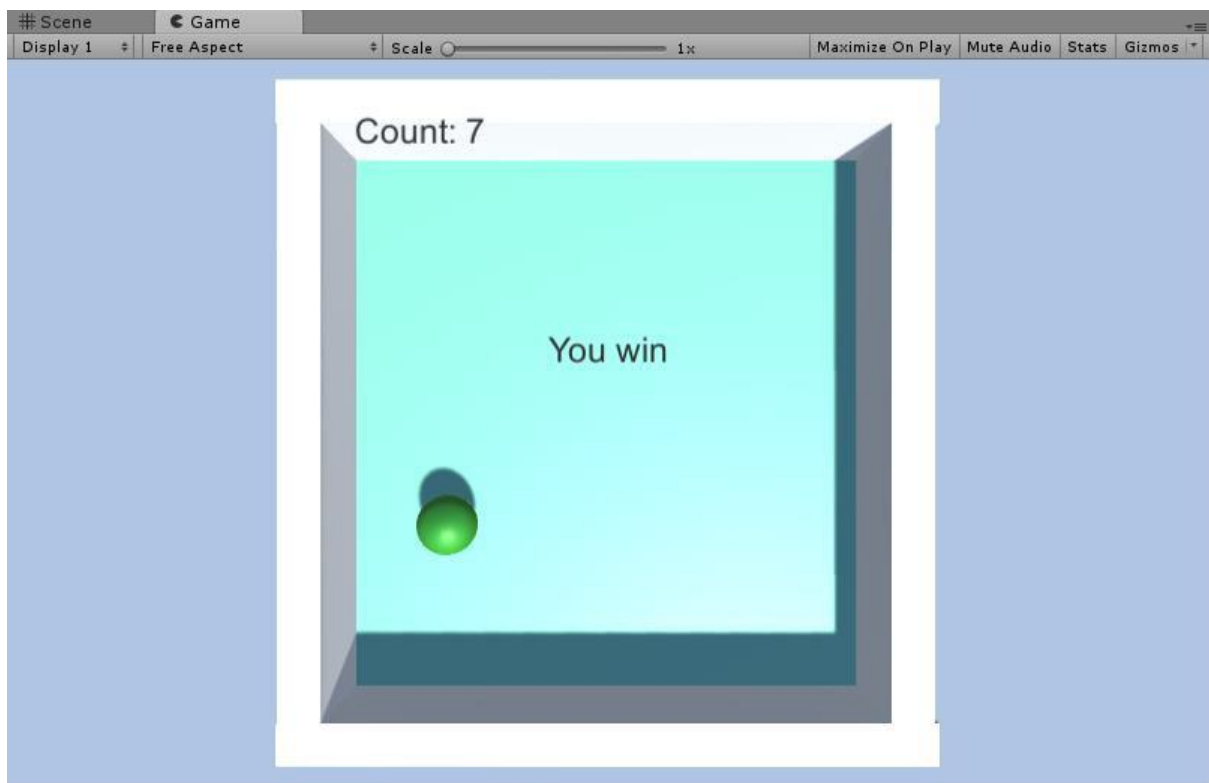 Scene Game
Display 1 Free Aspect Scale 1x Maximize On Play Mute Audio Stats Gizmos
Count: 7
You win